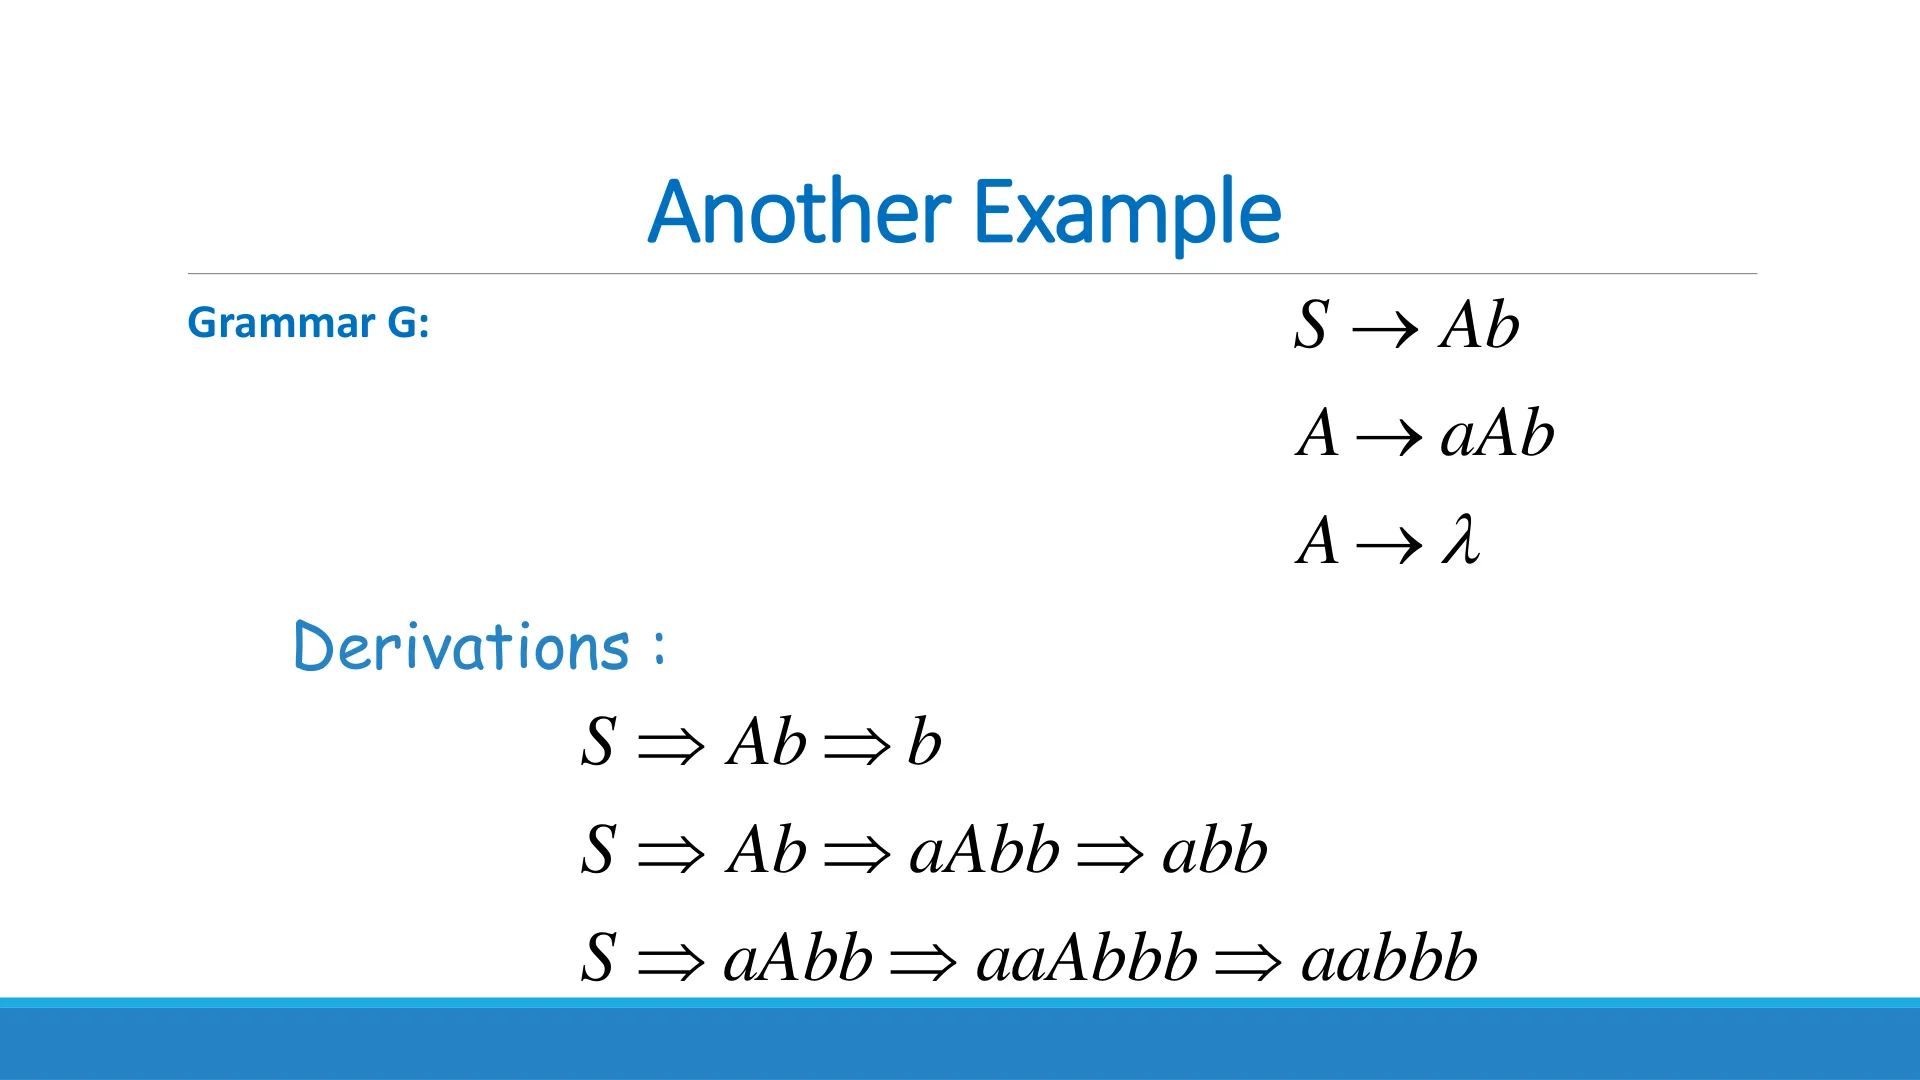 Another Example
Grammar G:
S → Ab
A → aAb
A → λ
Derivations :
S ⇒ Ab ⇒ b
S ⇒ Ab ⇒ aAbb ⇒ abb
S ⇒ aAbb ⇒ aaAbbb ⇒ aabbb